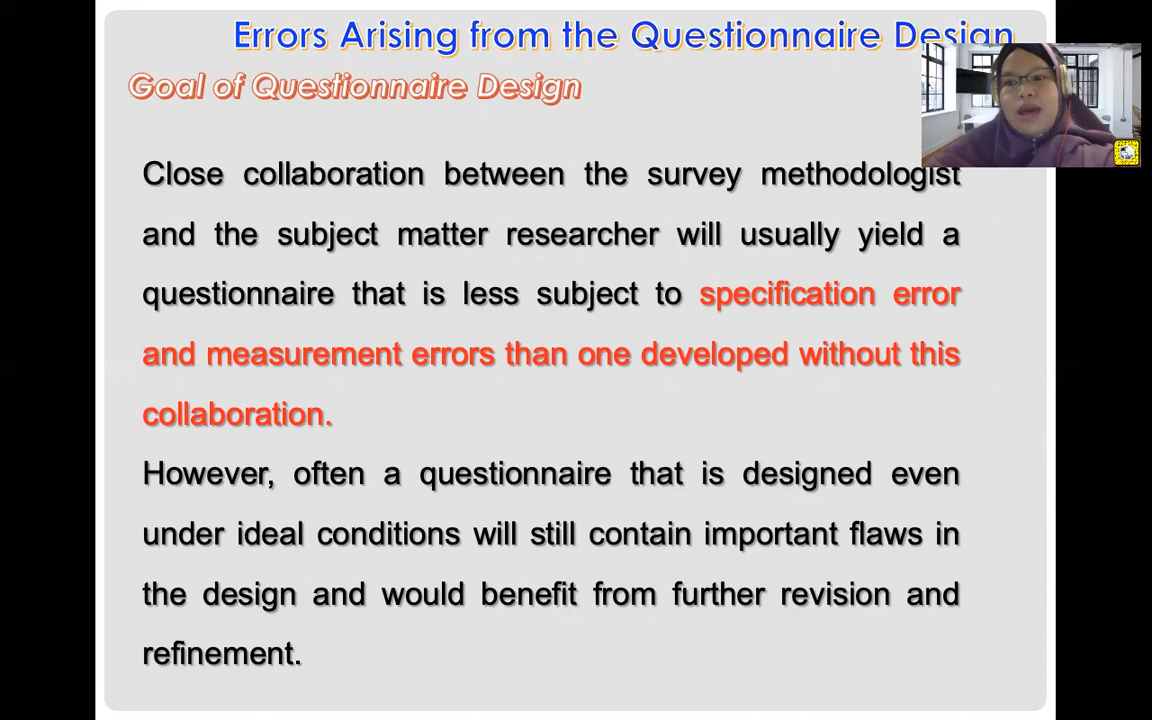 Errors Arising from the Questionnaire Design
Goal of Questionnaire Design
Close collaboration between the survey methodologist
and the subject matter researcher will usually yield a
questionnaire that is less subject to specification error
and measurement errors than one developed without this
collaboration.
However, often a questionnaire that is designed even
under ideal conditions will still contain important flaws in
the design and would benefit from further revision and
refinement.